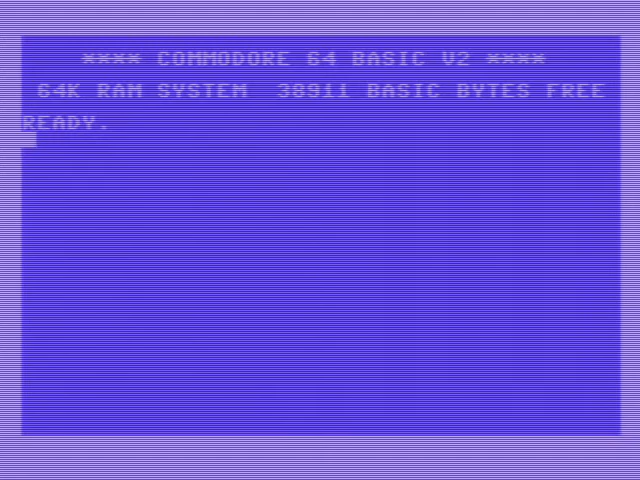 **** COMMODORE 64 BASIC V2 ****
64K RAM SYSTEM  38911 BASIC BYTES FREE
READY.